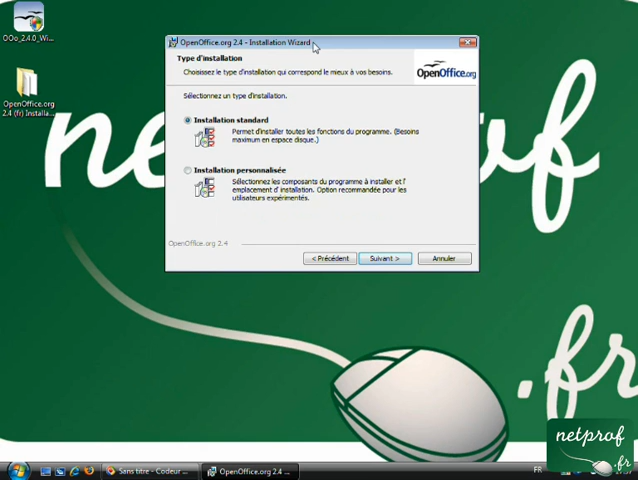 OOo_2.4.0_Wi...
OpenOffice.org
2.4 (fr) Installa...
OpenOffice.org 2.4 - Installation Wizard
Type d'installation
Choisissez le type d'installation qui correspond le mieux à vos besoins.
OpenOffice.org
Sélectionnez un type d'installation.
Installation standard
Permet d'installer toutes les fonctions du programme. (Besoins
maximum en espace disque.)
Installation personnalisée
Sélectionnez les composants du programme à installer et l'
emplacement d'installation. Option recommandée pour les
utilisateurs expérimentés.
OpenOffice.org 2.4
< Précédent
Suivant >
Annuler
netprof
.fr
netprof
.fr
Sans titre - Codeur ...
OpenOffice.org 2.4 ...
FR